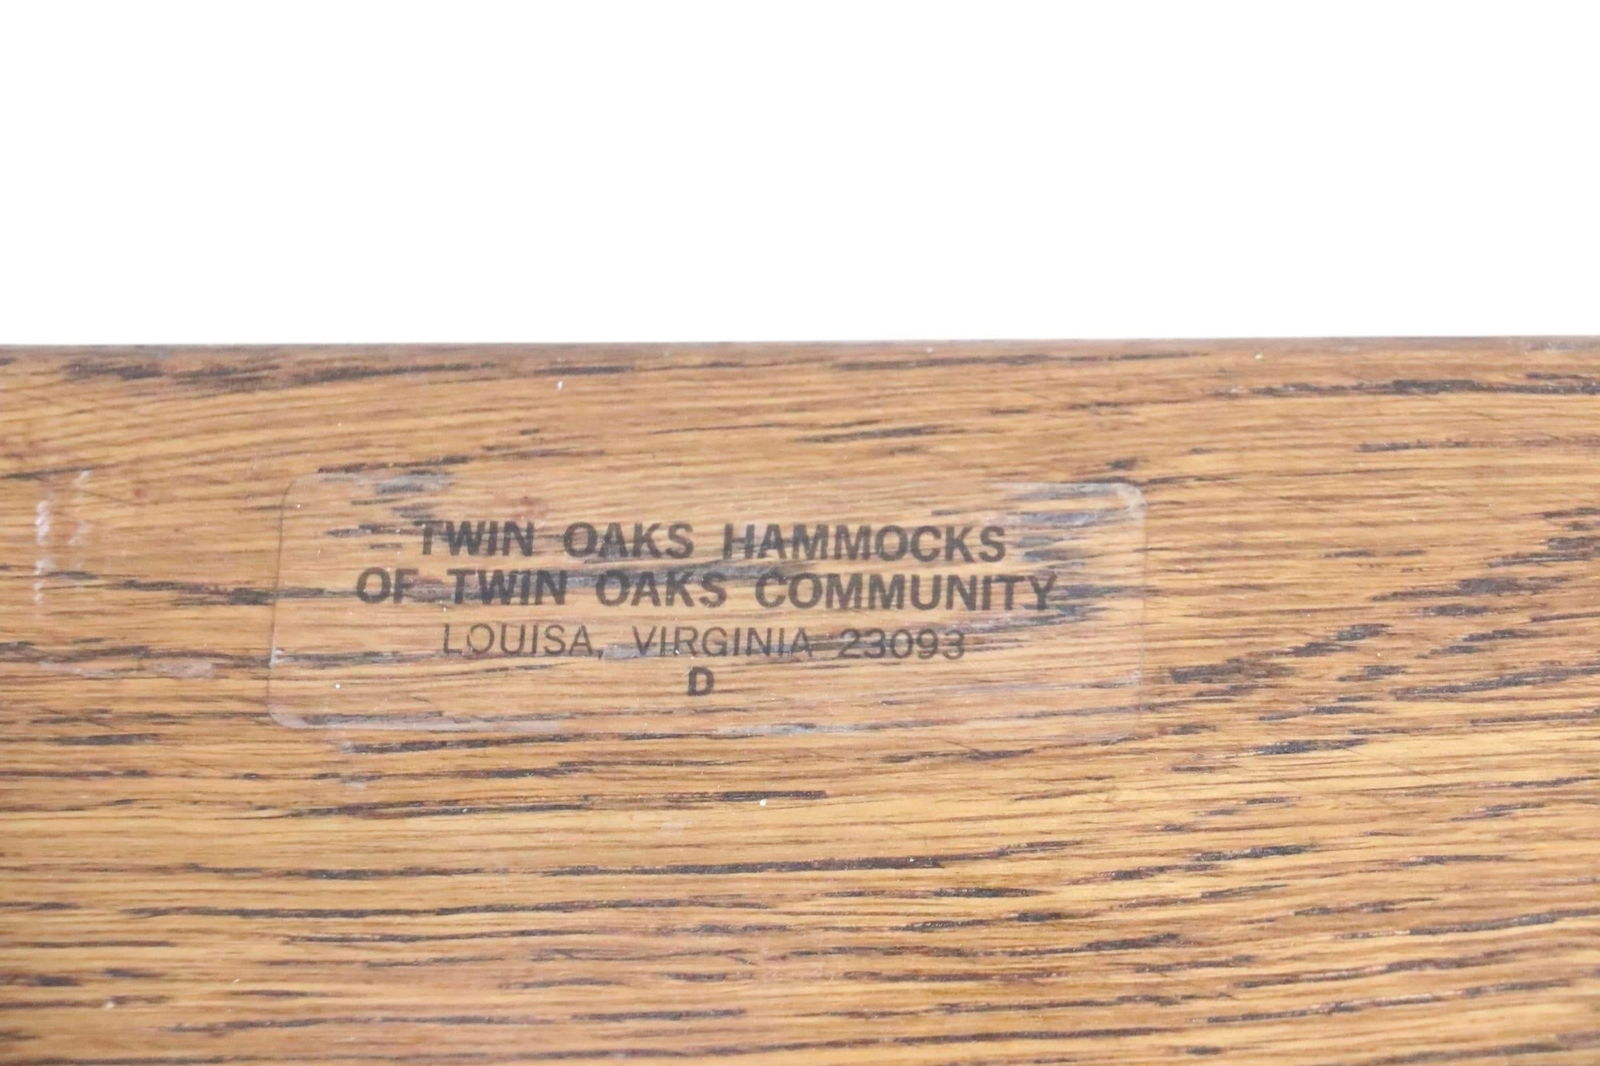 TWIN OAKS HAMMOCKS
OF TWIN OAKS COMMUNITY
LOUISA, VIRGINIA 23093
D